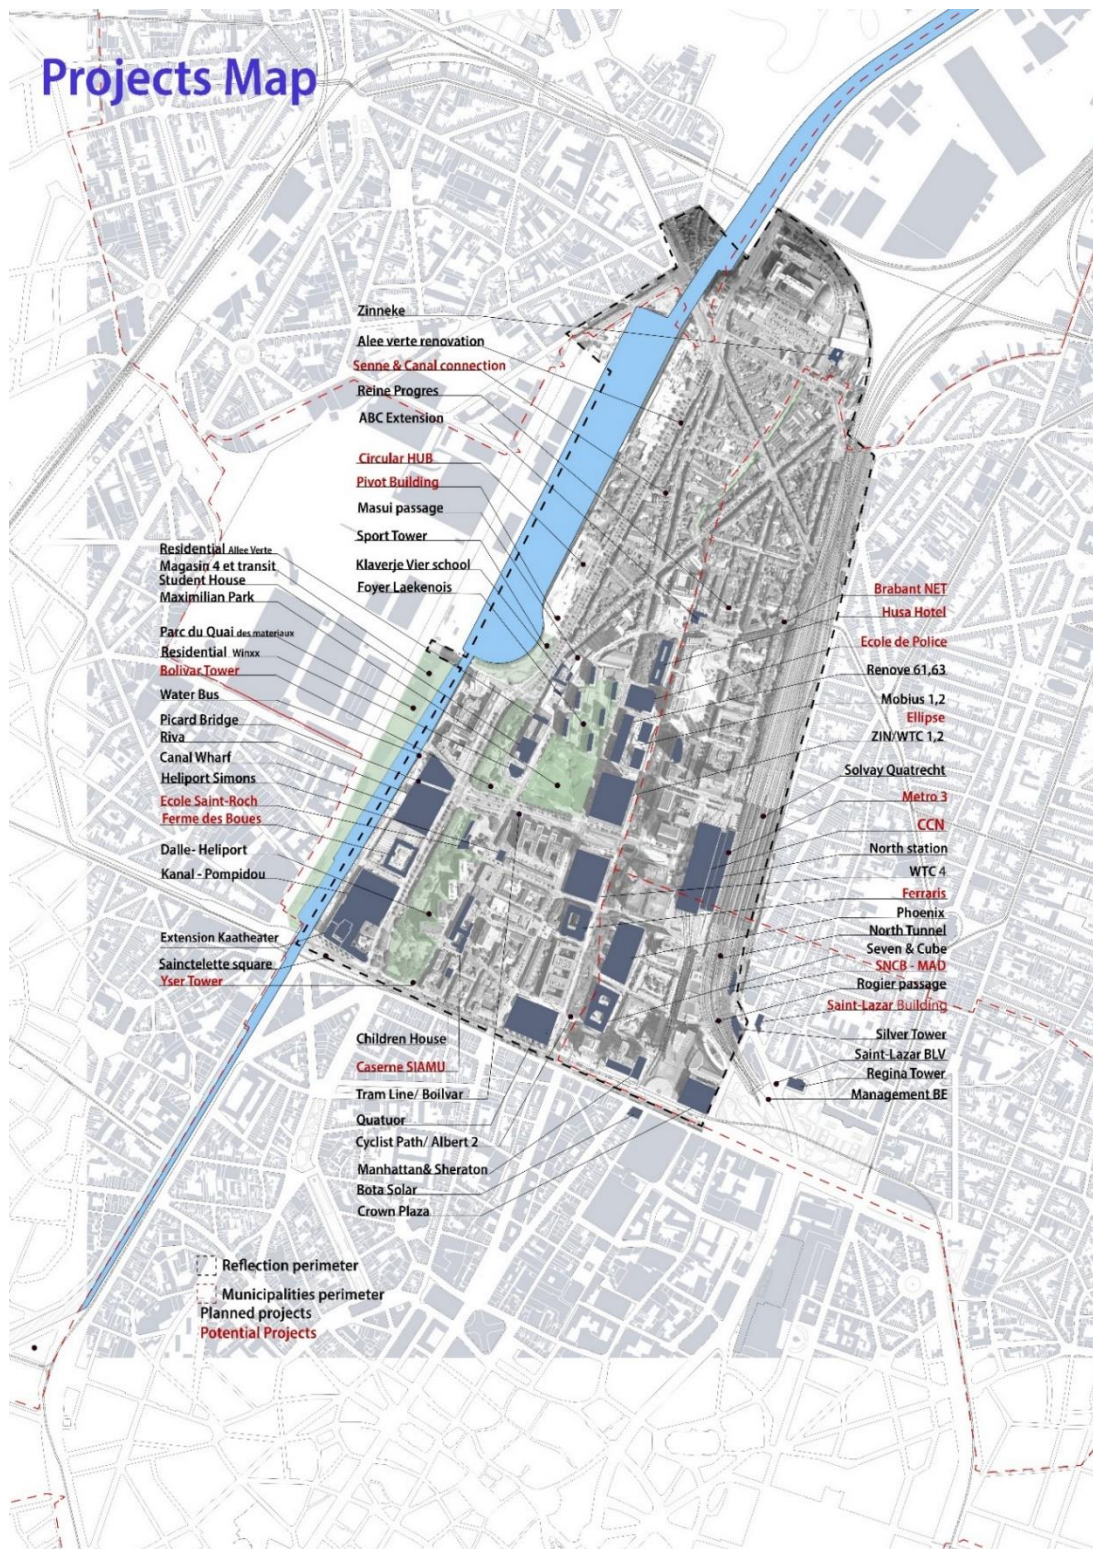 Projects Map
Zinneke
Alee verte renovation
Senne & Canal connection
Reine Progres
ABC Extension
Circular HUB
Pivot Building
Masui passage
Sport Tower
Klaverje Vier school
Foyer Laekenois
Residential Allee Verte
Magasin 4 et transit
Student House
Maximilian Park
Parc du Quai des materiaux
Residential Winxx
Bolivar Tower
Water Bus
Picard Bridge
Riva
Canal Wharf
Heliport Simons
Ecole Saint-Roch
Ferme des Boues
Dalle- Heliport
Kanal - Pompidou
Extension Kaatheater
Sainctelette square
Yser Tower
Brabant NET
Husa Hotel
Ecole de Police
Renove 61,63
Mobius 1,2
Ellipse
ZIN/WTC 1,2
Solvay Quatrecht
Metro 3
CCN
North station
WTC 4
Ferraris
Phoenix
North Tunnel
Seven & Cube
SNCB - MAD
Rogier passage
Saint-Lazar Building
Silver Tower
Saint-Lazar BLV
Regina Tower
Management BE
Children House
Caserne SIAMU
Tram Line/ Boilvar
Quatuor
Cyclist Path/ Albert 2
Manhattan& Sheraton
Bota Solar
Crown Plaza
Reflection perimeter
Municipalities perimeter
Planned projects
Potential Projects